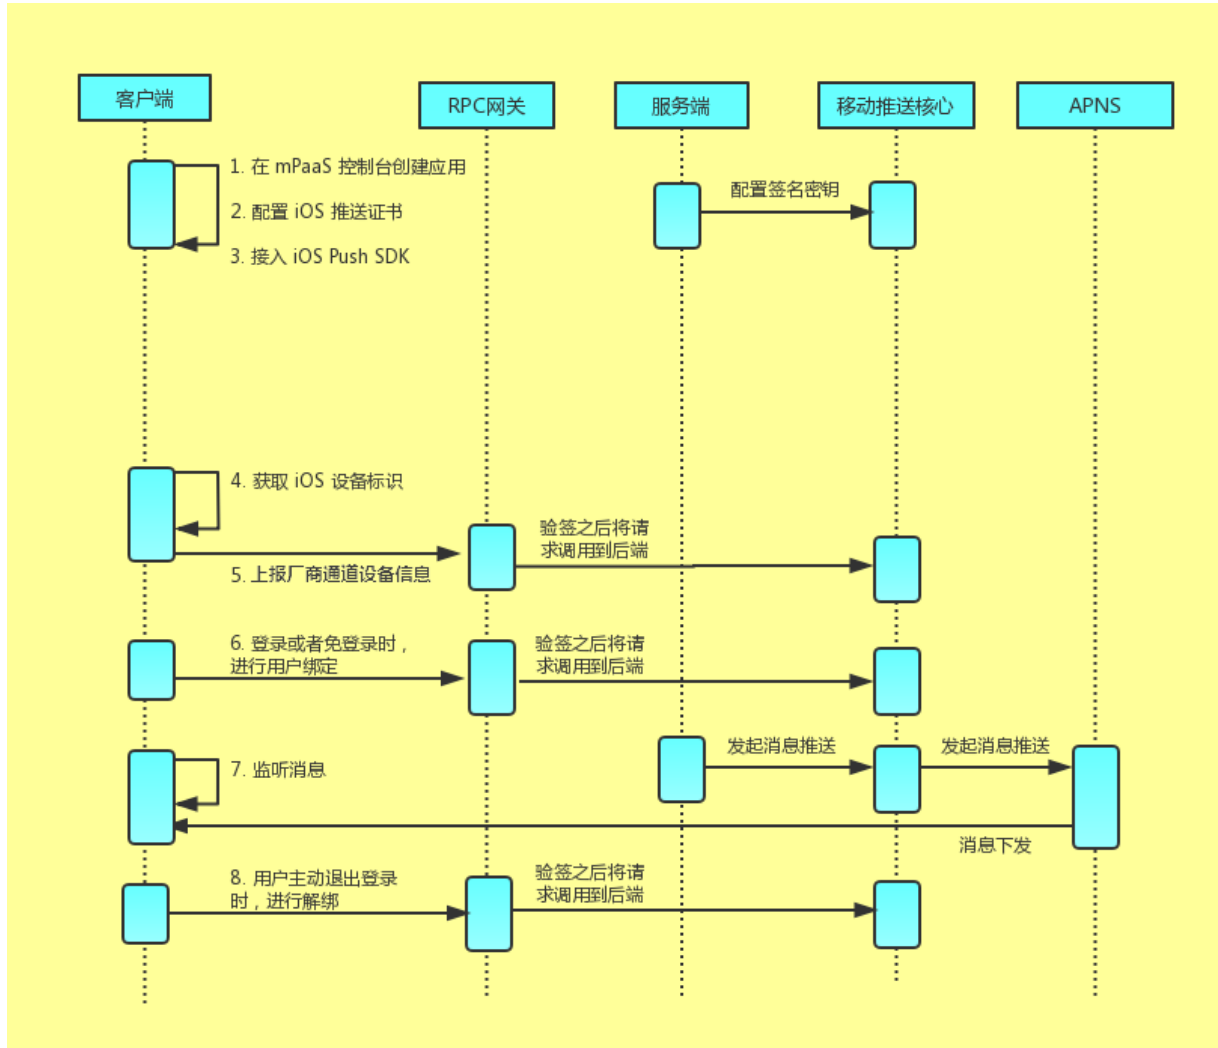 客户端
RPC网关
服务端
移动推送核心
APNS
1. 在 mPaaS 控制台创建应用
2. 配置 iOS 推送证书
3. 接入 iOS Push SDK
配置签名密钥
4. 获取 iOS 设备标识
5. 上报厂商通道设备信息
验签之后将请
求调用到后端
6. 登录或者免登录时，
进行用户绑定
验签之后将请
求调用到后端
7. 监听消息
发起消息推送
发起消息推送
消息下发
8. 用户主动退出登录
时，进行解绑
验签之后将请
求调用到后端